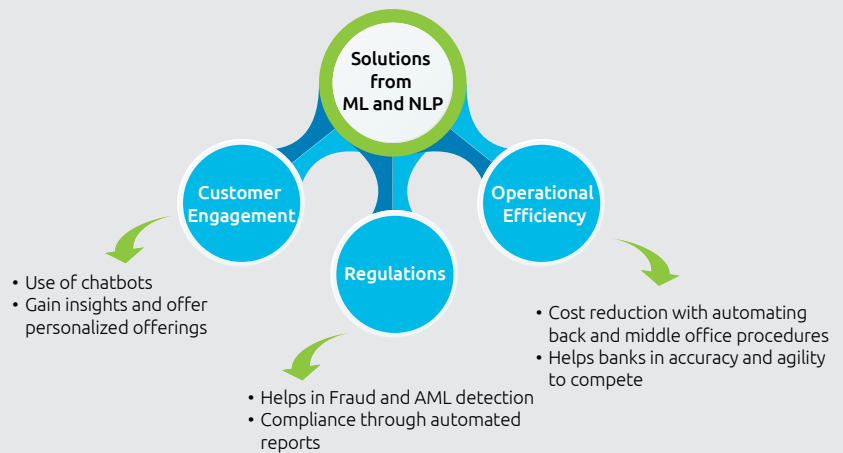 Solutions
from
ML and NLP
Customer
Engagement
Regulations
Operational
Efficiency
• Use of chatbots
• Gain insights and offer
personalized offerings
• Helps in Fraud and AML detection
• Compliance through automated
reports
• Cost reduction with automating
back and middle office procedures
• Helps banks in accuracy and agility
to compete